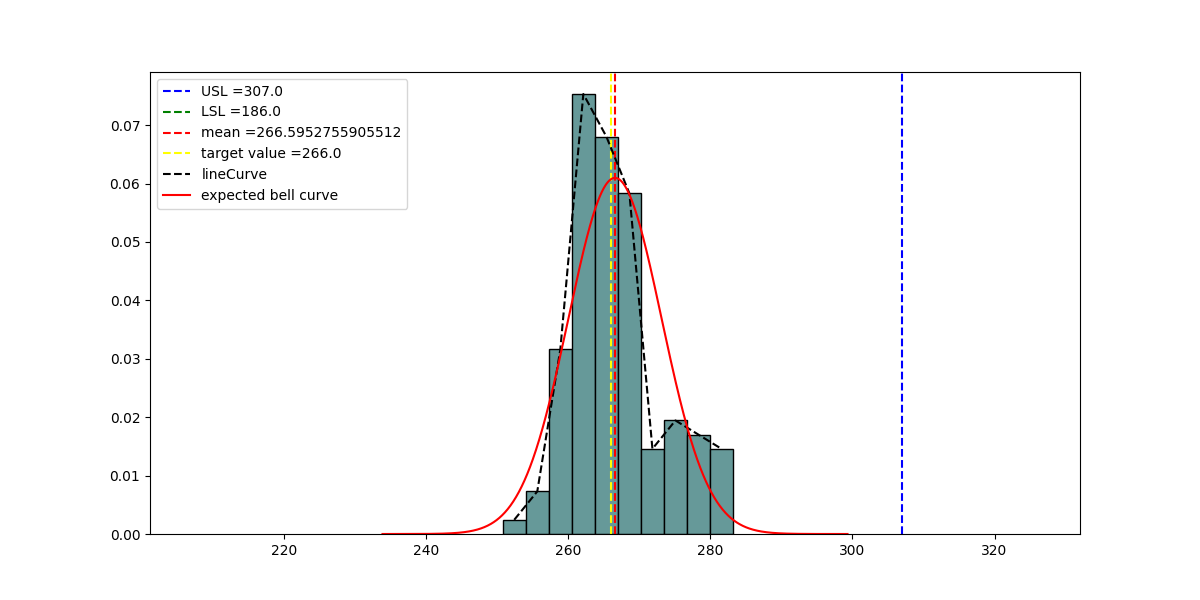 USL =307.0
LSL =186.0
mean =266.5952755905512
target value =266.0
lineCurve
expected bell curve
0.07
0.06
0.05
0.04
0.03
0.02
0.01
0.00
220 240 260 280 300 320